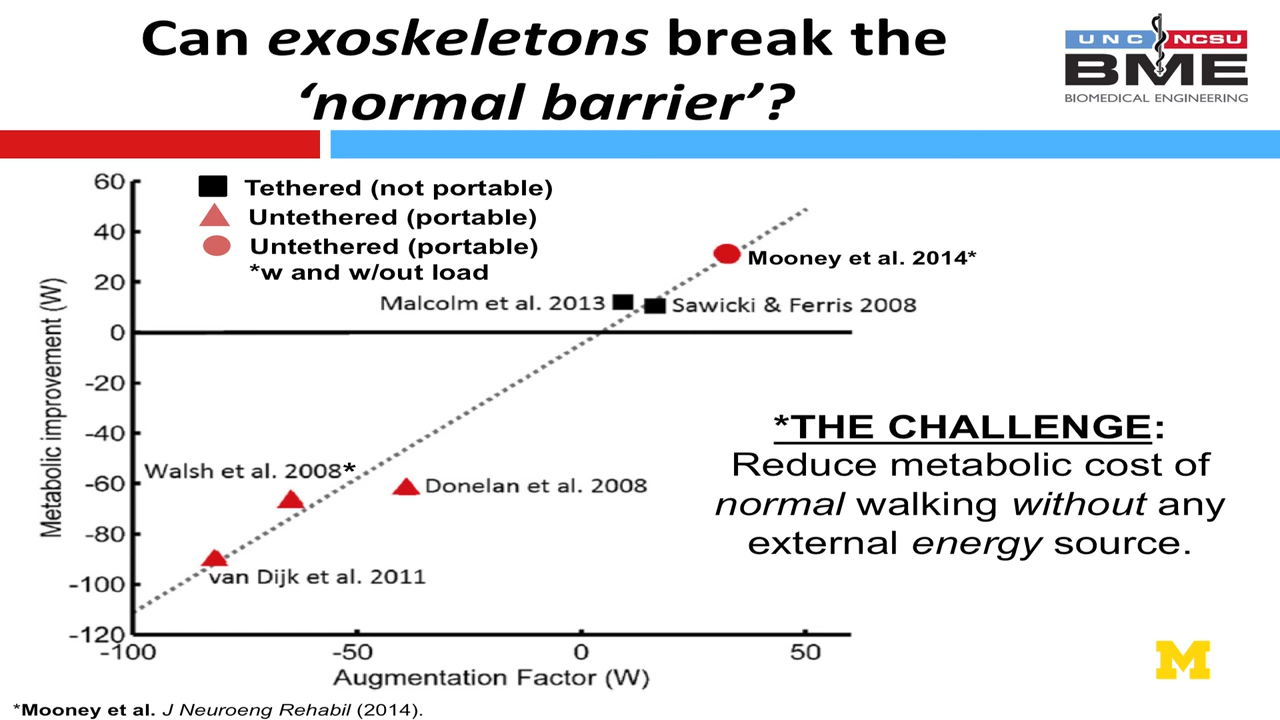 Can exoskeletons break the
‘normal barrier’?
UNC NCSU
BME
BIOMEDICAL ENGINEERING
Tethered (not portable)
Untethered (portable)
Untethered (portable)
*w and w/out load
Metabolic improvement (W)
60
40
20
0
-20
-40
-60
-80
-100
-120
Mooney et al. 2014*
Malcolm et al. 2013
Sawicki & Ferris 2008
Walsh et al. 2008*
Donelan et al. 2008
van Dijk et al. 2011
-100
-50
0
50
Augmentation Factor (W)
*THE CHALLENGE:
Reduce metabolic cost of
normal walking without any
external energy source.
M
*Mooney et al. J Neuroeng Rehabil (2014).